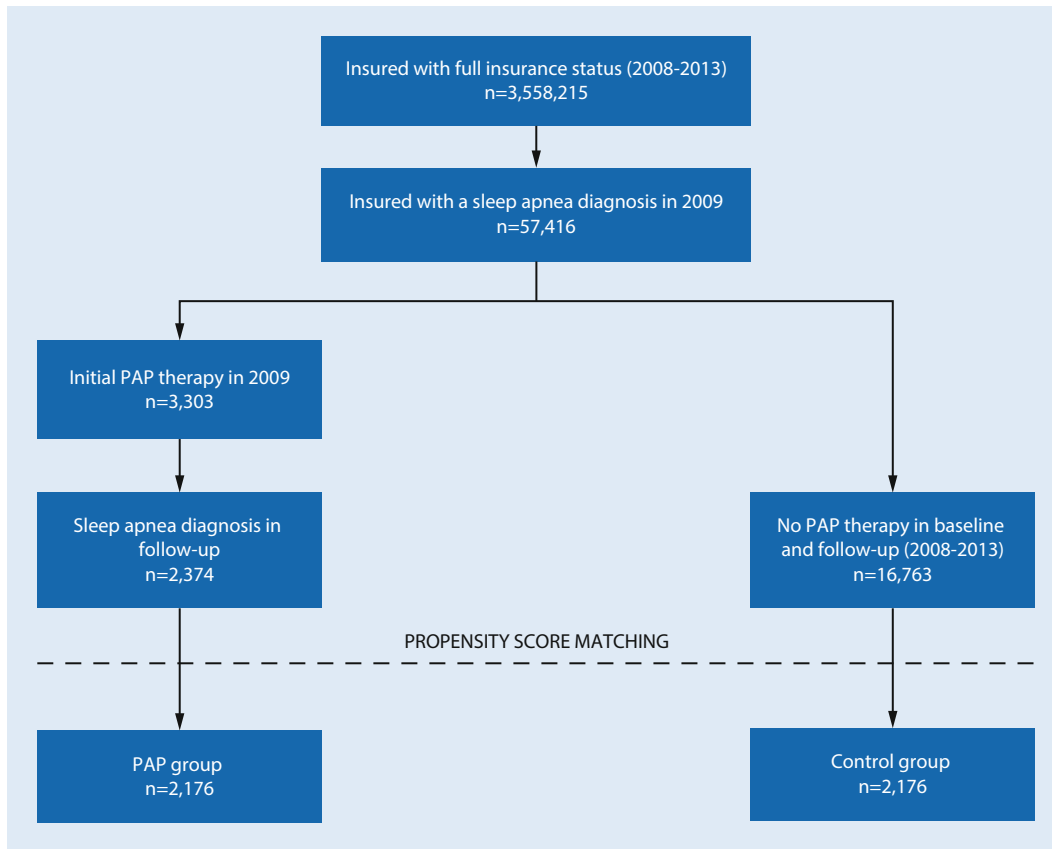 Insured with full insurance status (2008-2013)
n=3,558,215
Insured with a sleep apnea diagnosis in 2009
n=57,416
Initial PAP therapy in 2009
n=3,303
Sleep apnea diagnosis in
follow-up
n=2,374
No PAP therapy in baseline
and follow-up (2008-2013)
n=16,763
PROPENSITY SCORE MATCHING
PAP group
n=2,176
Control group
n=2,176